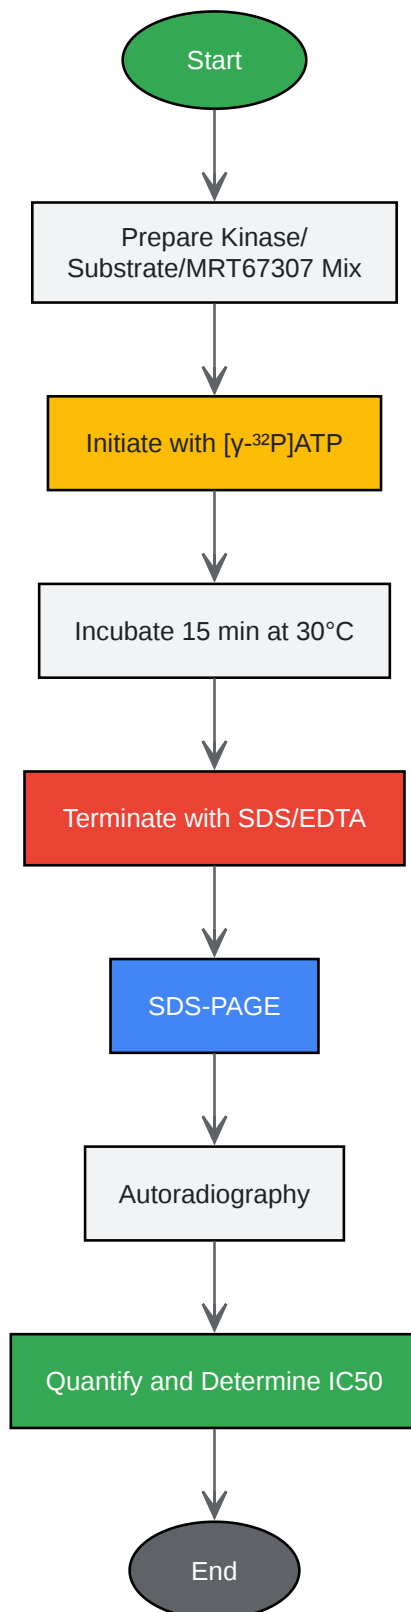 Start
Prepare Kinase/
Substrate/MRT67307 Mix
Initiate with [γ-³²P]ATP
Incubate 15 min at 30°C
Terminate with SDS/EDTA
SDS-PAGE
Autoradiography
Quantify and Determine IC50
End